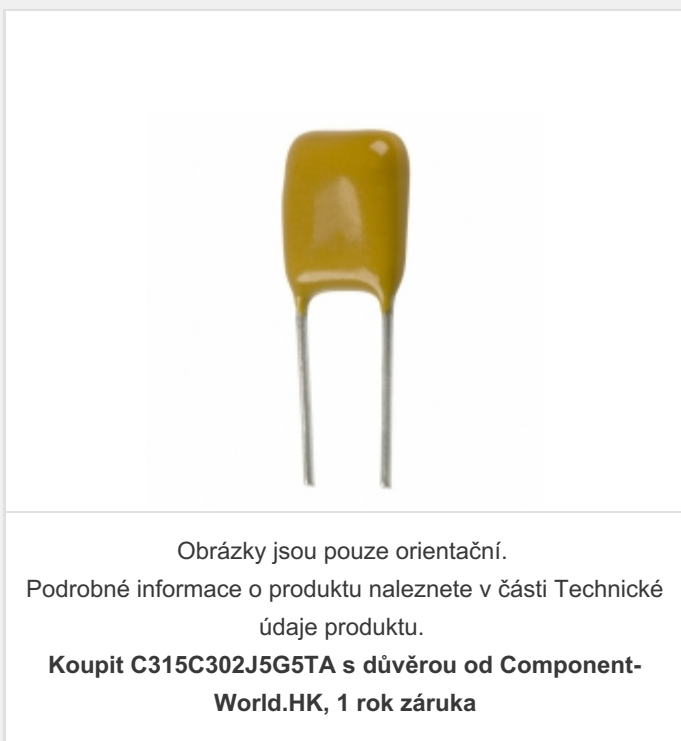 Obrázky jsou pouze orientační.
Podrobné informace o produktu naleznete v části Technické
údaje produktu.
Koupit C315C302J5G5TA s důvěrou od Component-
World.HK, 1 rok záruka